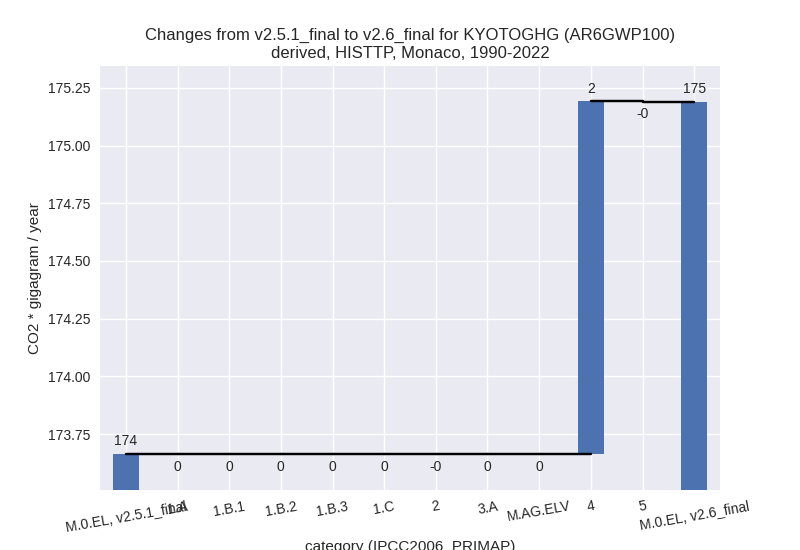 Changes from v2.5.1_final to v2.6_final for KYOTOGHG (AR6GWP100)
derived, HISTTP, Monaco, 1990-2022
CO2 * gigagram / year
175.25
175.00
174.75
174.50
174.25
174.00
173.75
174
0
0
0
0
0
-0
0
0
2
-0
175
M.0.EL, v2.5.1_final
1.A
1.B.1
1.B.2
1.B.3
1.C
2
3.A
M.AG.ELV
4
5
M.0.EL, v2.6_final
category (IPCC2006_PRIMAP)